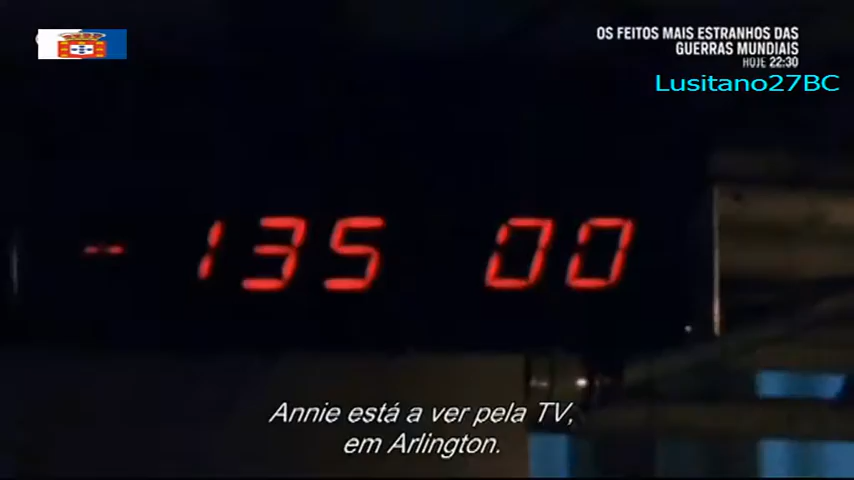 OS FEITOS MAIS ESTRANHOS DAS
GUERRAS MUNDIAIS
HOJE 22:30
Lusitano27BC
- 135 00
Annie está a ver pela TV,
em Arlington.